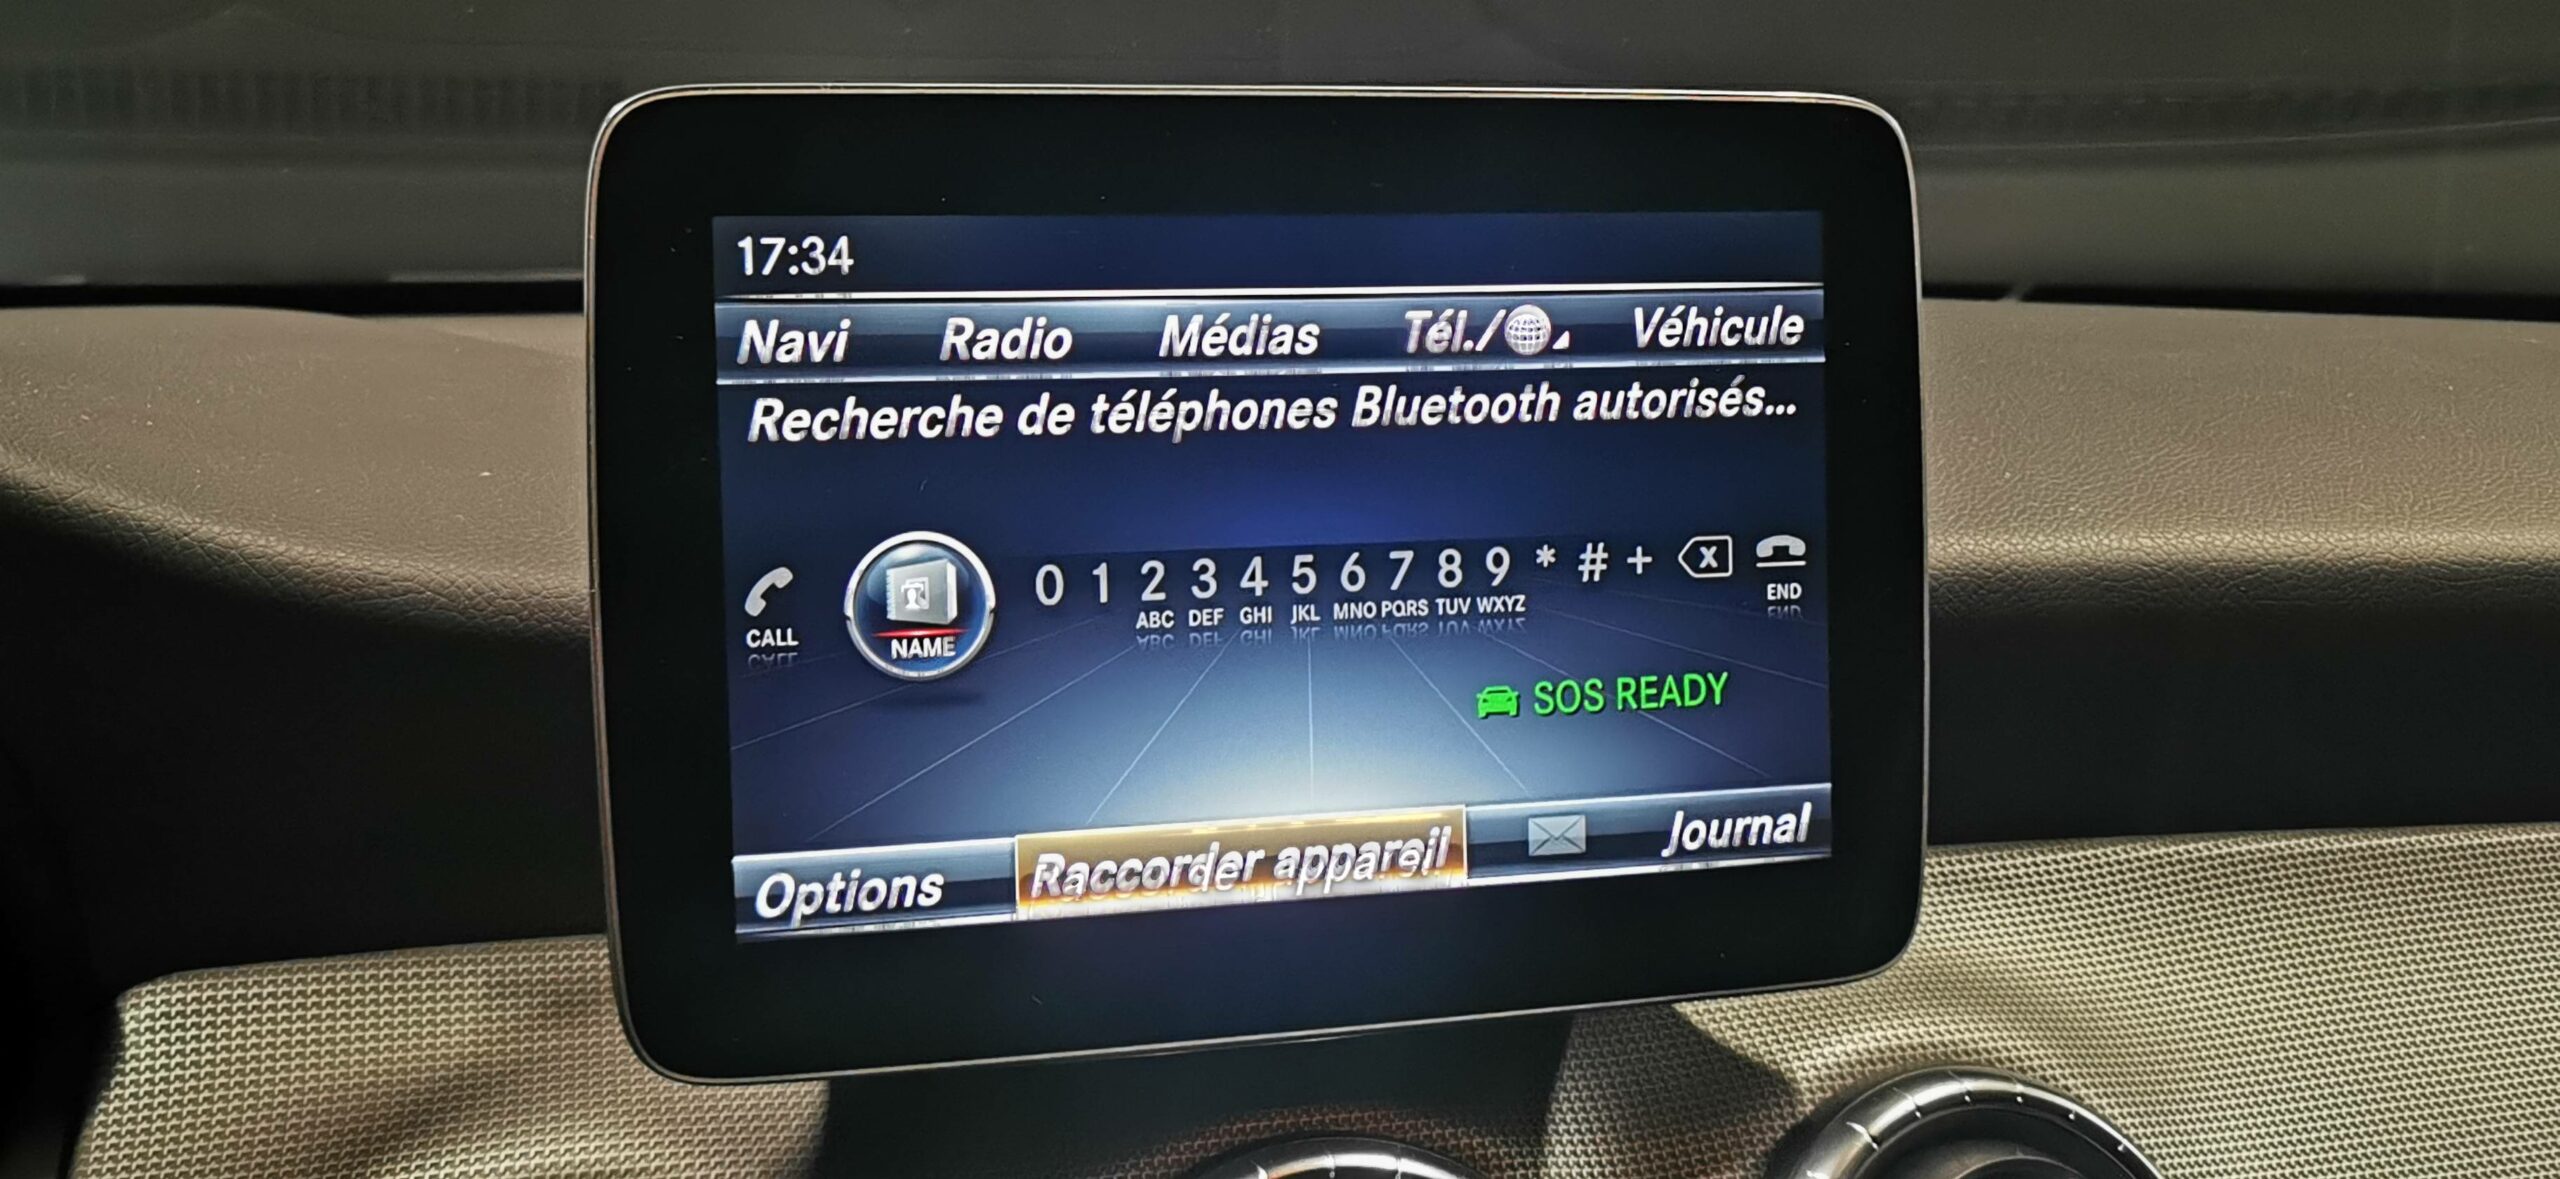 17:34
Navi Radio Médias Tél./ Véhicule
Recherche de téléphones Bluetooth autorisés...
0 1 2 3 4 5 6 7 8 9 * # + X
ABC DEF GHI JKL MNO PQRS TUV WXYZ
CALL NAME END
SOS READY
Options Raccorder appareil Journal